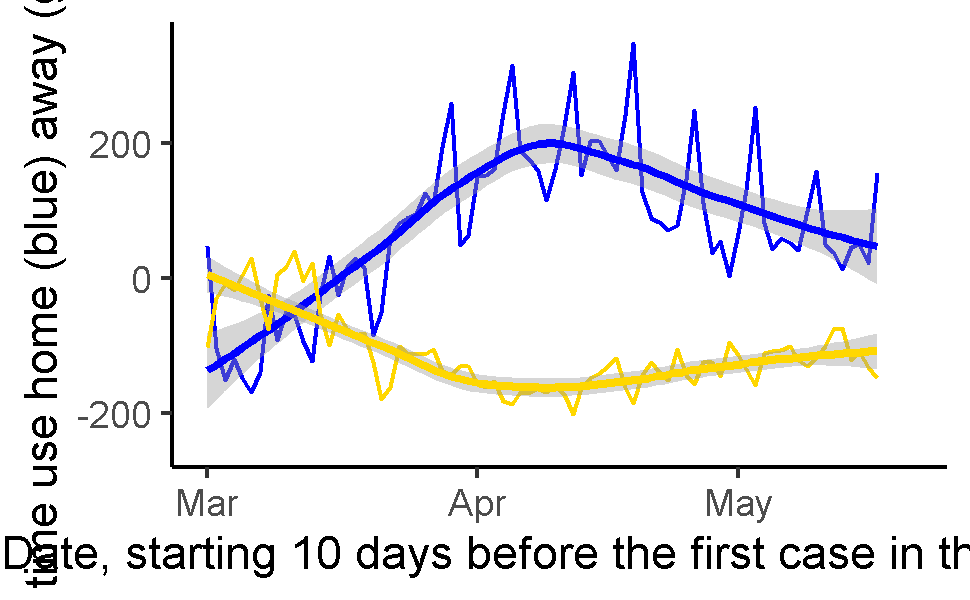 time use home (blue) away (
200
0
-200
Mar Apr May
Date, starting 10 days before the first case in th